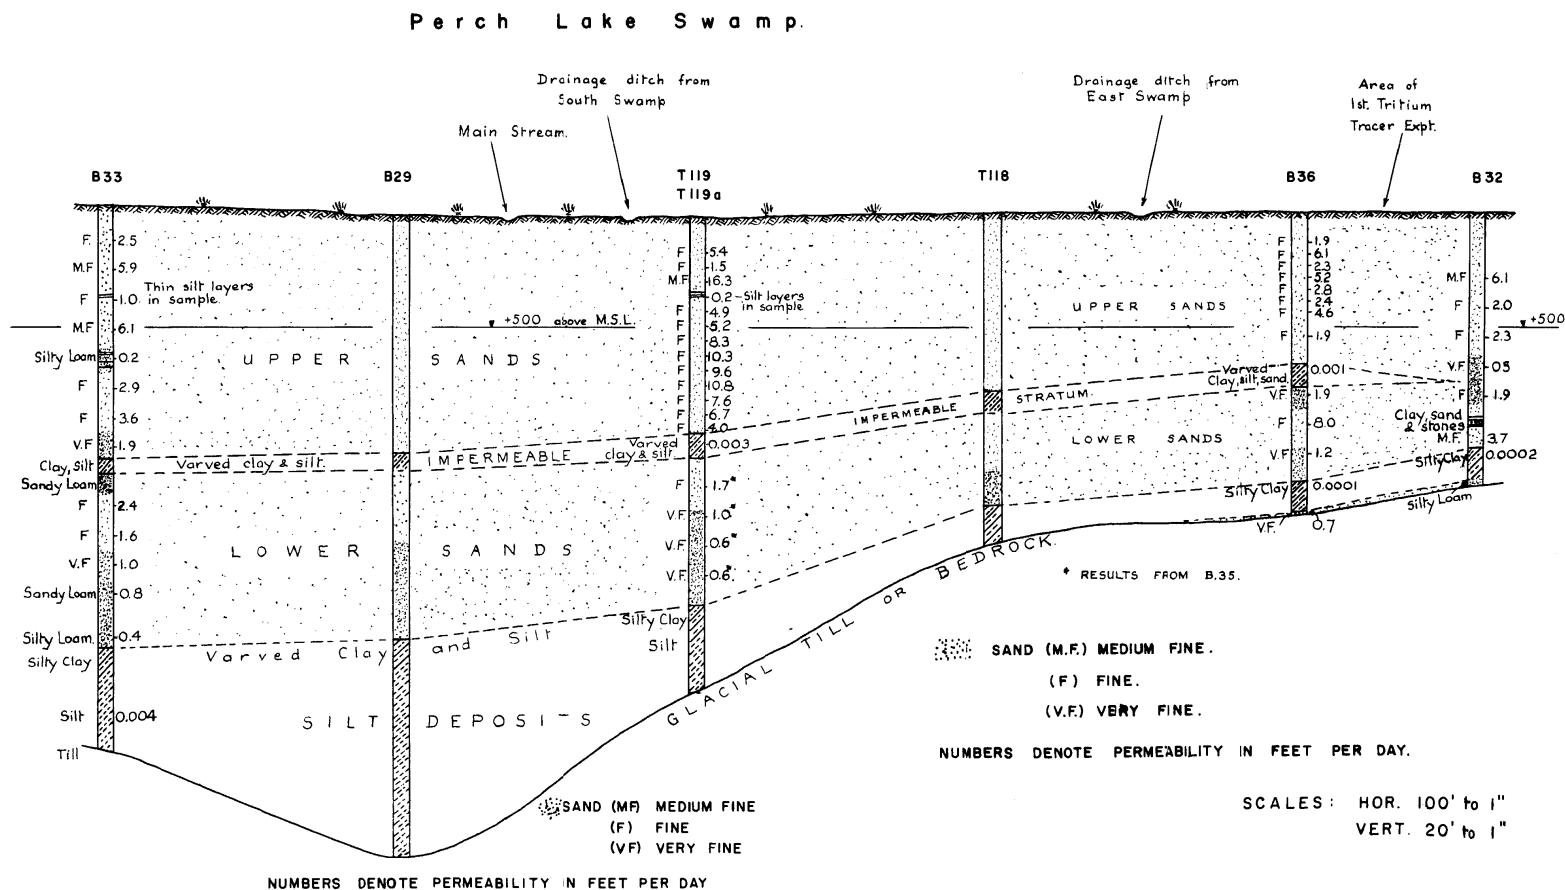 Perch Lake Swamp.
Drainage ditch from
South Swamp
Main Stream.
Drainage ditch from
East Swamp
Area of
1st. Tritium
Tracer Expt.
B33
B29
T119
T119a
T118
B36
B32
F. 2.5
M.F 5.9
Thin silt layers
in sample.
F 1.0
M.F 6.1
Silty Loam 0.2
F 2.9
F 3.6
V.F 1.9
Clay, Silt
Sandy Loam
F 2.4
F 1.6
V.F 1.0
Sandy Loam 0.8
Silty Loam. 0.4
Silty Clay
Silt 0.004
Till
UPPER SANDS
+500 above M.S.L.
Varved clay & silt.
IMPERMEABLE
LOWER SANDS
Varved Clay and Silt
SILT DEPOSITS
F 5.4
F 1.5
M.F 16.3
0.2 Silt layers
in sample
F 4.9
F 5.2
F 8.3
F 10.3
F 9.6
F 10.8
F 7.6
F 6.7
F 4.0
Varved
clay & silt
0.003
F 1.7*
V.F. 1.0*
V.F. 0.6*
V.F. 0.6*
Silty Clay
Silt
IMPERMEABLE STRATUM.
GLACIAL TILL OR BEDROCK.
UPPER SANDS
LOWER SANDS
F 1.9
F 6.1
F 2.3
F 5.2
F 2.8
F 2.4
F 4.6
F 1.9
Varved
Clay, silt, sand
0.001
V.F. 1.9
F 8.0
V.F 1.2
Silty Clay 0.0001
V.F. 0.7
M.F 6.1
F 2.0
+500
F 2.3
V.F 05
F 1.9
Clay, sand
& stones
M.F. 3.7
Silty Clay 0.0002
Silty Loam
* RESULTS FROM B.35.
SAND (M.F.) MEDIUM FINE.
(F) FINE.
(V.F.) VERY FINE.
NUMBERS DENOTE PERMEABILITY IN FEET PER DAY.
SCALES: HOR. 100' to 1"
VERT. 20' to 1"
SAND (MF) MEDIUM FINE
(F) FINE
(VF) VERY FINE
NUMBERS DENOTE PERMEABILITY IN FEET PER DAY